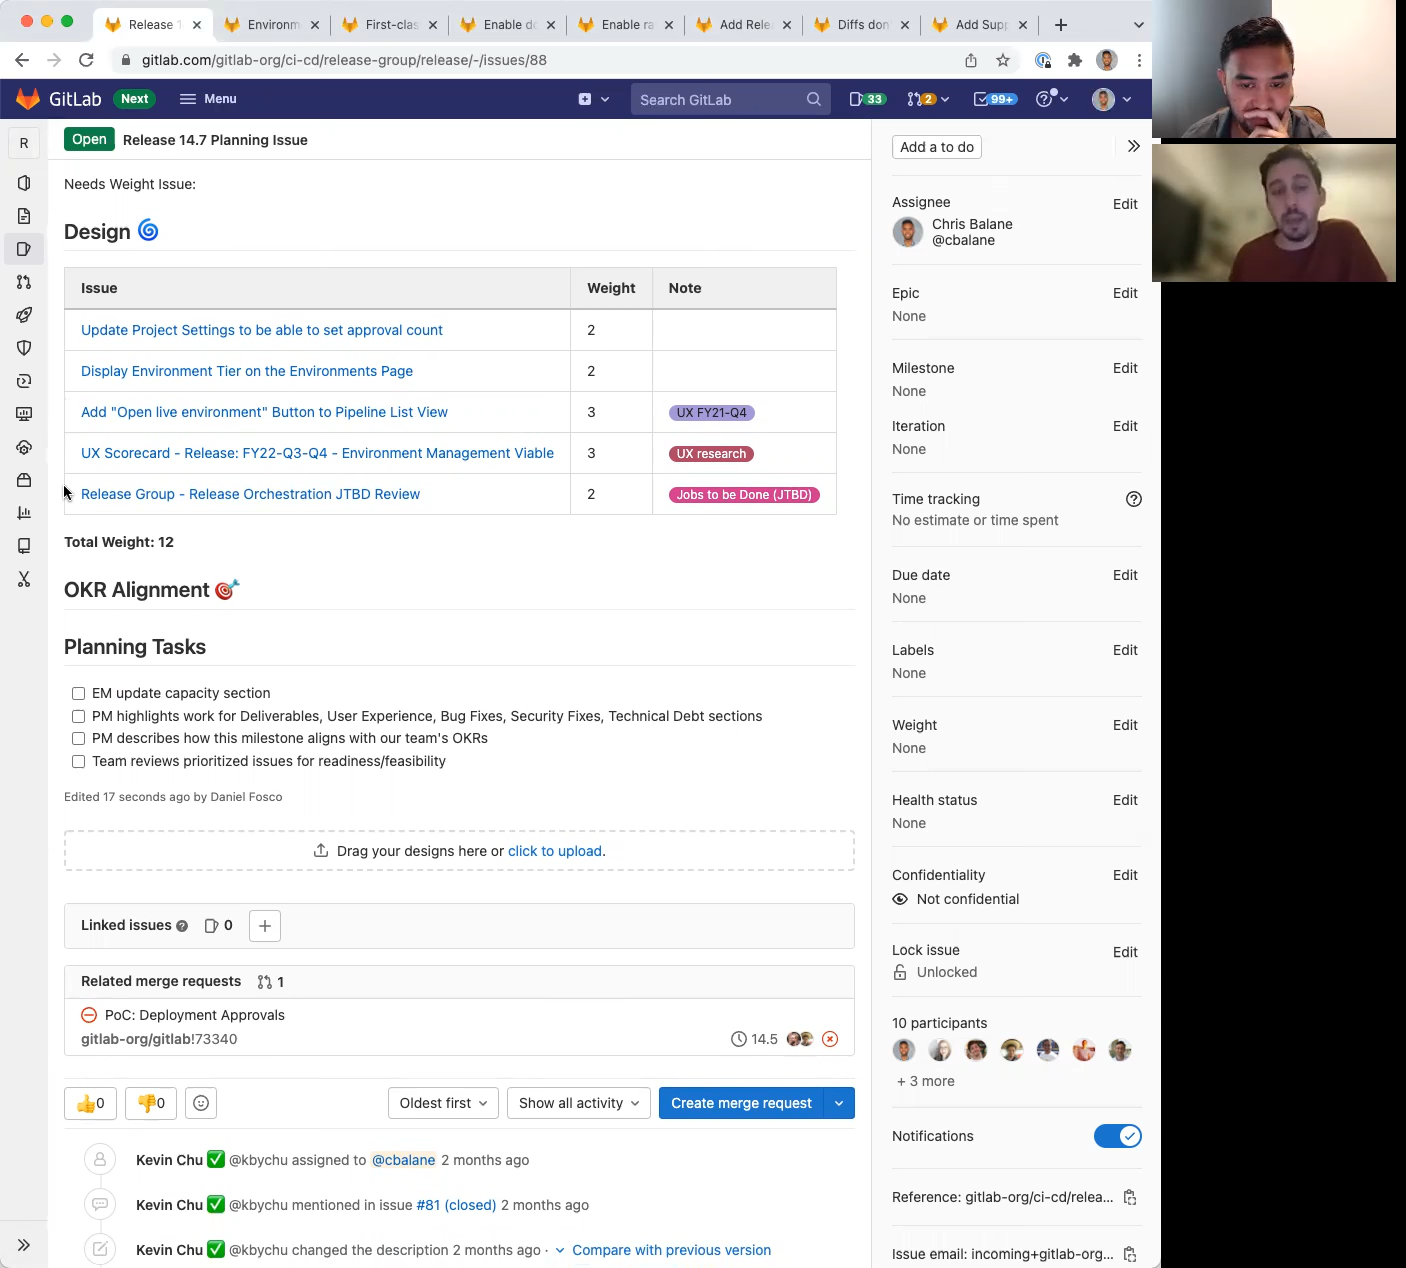 Release 1
Environm
First-clas
Enable do
Enable ra
Add Relea
Diffs don
Add Supp
gitlab.com/gitlab-org/ci-cd/release-group/release/-/issues/88
GitLab Next Menu Search GitLab 33 2 99+
R
Open Release 14.7 Planning Issue
Needs Weight Issue:
Design
Issue Weight Note
Update Project Settings to be able to set approval count 2
Display Environment Tier on the Environments Page 2
Add "Open live environment" Button to Pipeline List View 3 UX FY21-Q4
UX Scorecard - Release: FY22-Q3-Q4 - Environment Management Viable 3 UX research
Release Group - Release Orchestration JTBD Review 2 Jobs to be Done (JTBD)
Total Weight: 12
OKR Alignment
Planning Tasks
EM update capacity section
PM highlights work for Deliverables, User Experience, Bug Fixes, Security Fixes, Technical Debt sections
PM describes how this milestone aligns with our team's OKRs
Team reviews prioritized issues for readiness/feasibility
Edited 17 seconds ago by Daniel Fosco
Drag your designs here or click to upload.
Linked issues 0
Related merge requests 1
PoC: Deployment Approvals
gitlab-org/gitlab!73340 14.5
0 0 Oldest first Show all activity Create merge request
Kevin Chu @kbychu assigned to @cbalane 2 months ago
Kevin Chu @kbychu mentioned in issue #81 (closed) 2 months ago
Kevin Chu @kbychu changed the description 2 months ago · Compare with previous version
Add a to do
Assignee Edit
Chris Balane
@cbalane
Epic Edit
None
Milestone Edit
None
Iteration Edit
None
Time tracking
No estimate or time spent
Due date Edit
None
Labels Edit
None
Weight Edit
None
Health status Edit
None
Confidentiality Edit
Not confidential
Lock issue Edit
Unlocked
10 participants
+ 3 more
Notifications
Reference: gitlab-org/ci-cd/relea...
Issue email: incoming+gitlab-org...